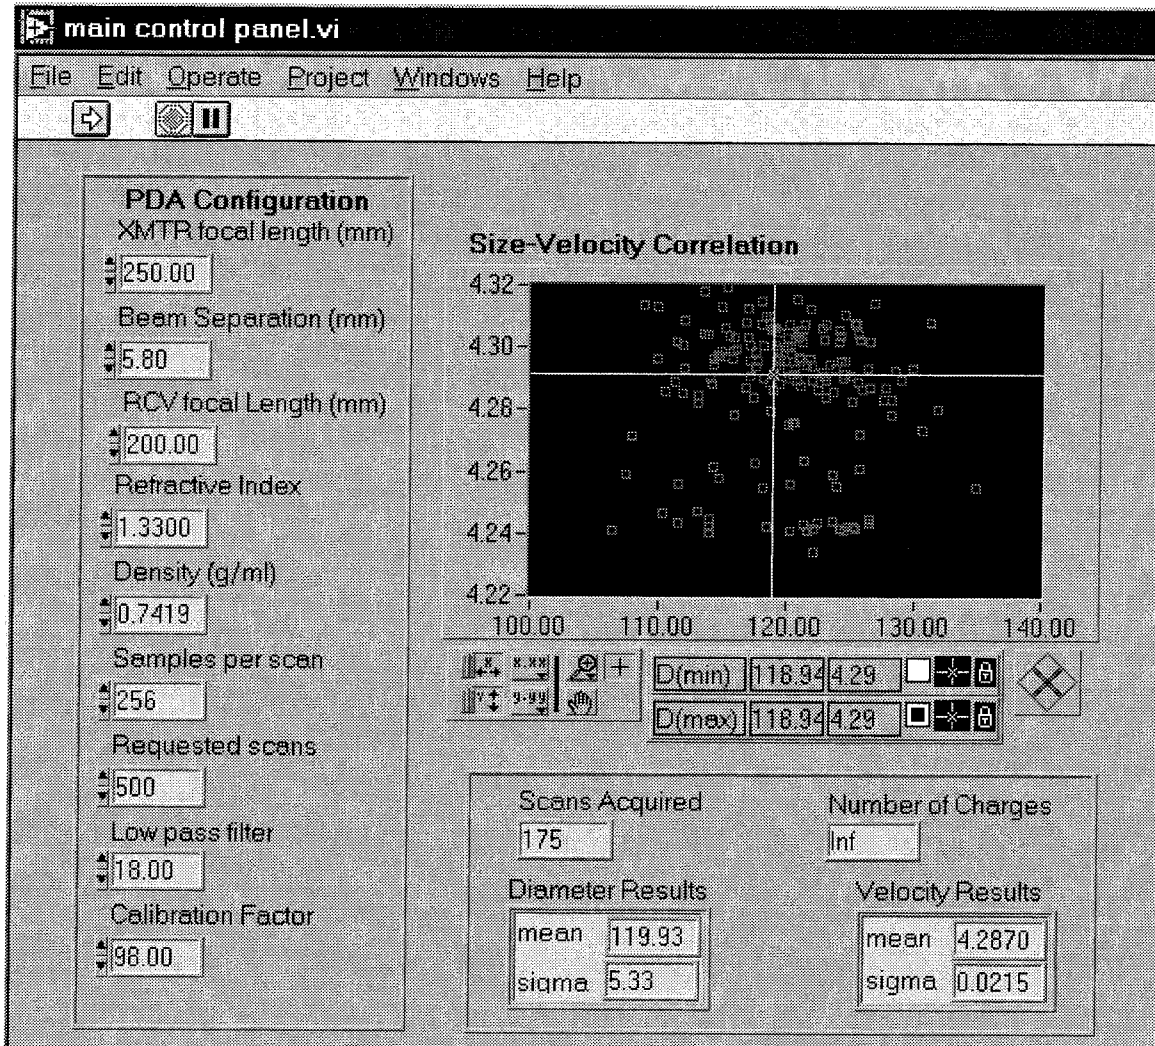 main control panel.vi
File Edit Operate Project Windows Help
PDA Configuration
XMTR focal length (mm)
250.00
Beam Separation (mm)
5.80
RCV focal Length (mm)
200.00
Refractive Index
1.3300
Density (g/ml)
0.7419
Samples per scan
256
Requested scans
500
Low pass filter
18.00
Calibration Factor
98.00
Size-Velocity Correlation
4.32
4.30
4.28
4.26
4.24
4.22
100.00 110.00 120.00 130.00 140.00
X x.xx
Y y.yy
D(min) 118.94 4.29
D(max) 118.94 4.29
Scans Acquired
175
Number of Charges
Inf
Diameter Results
mean 119.93
sigma 5.33
Velocity Results
mean 4.2870
sigma 0.0215